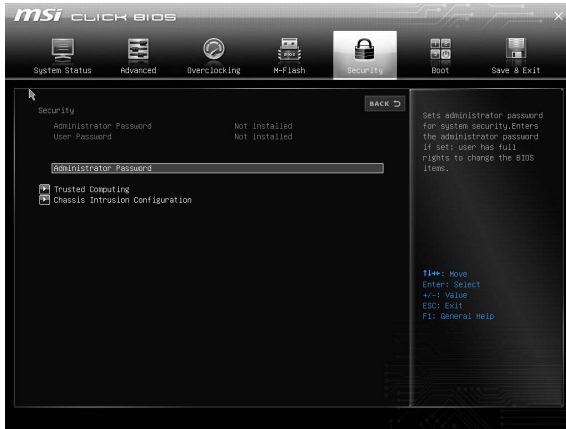 msi CLICK BIOS
System Status
Advanced
Overclocking
BIOS
M-Flash
Security
Boot
Save & Exit
BACK
Security
Administrator Password Not installed
User Password Not installed
Administrator Password
Trusted Computing
Chassis Intrusion Configuration
Sets administrator password
for system security.Enters
the administrator password
if set; user has full
rights to change the BIOS
items.
↑↓→←: Move
Enter: Select
+/-: Value
ESC: Exit
F1: General Help